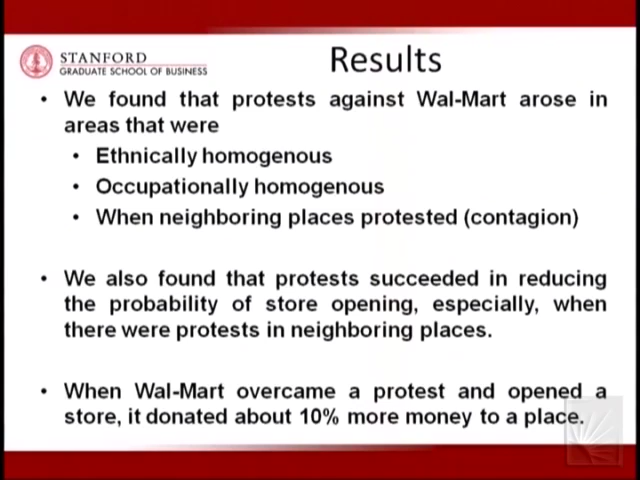 STANFORD
GRADUATE SCHOOL OF BUSINESS
Results
• We found that protests against Wal-Mart arose in
areas that were
• Ethnically homogenous
• Occupationally homogenous
• When neighboring places protested (contagion)
• We also found that protests succeeded in reducing
the probability of store opening, especially, when
there were protests in neighboring places.
• When Wal-Mart overcame a protest and opened a
store, it donated about 10% more money to a place.